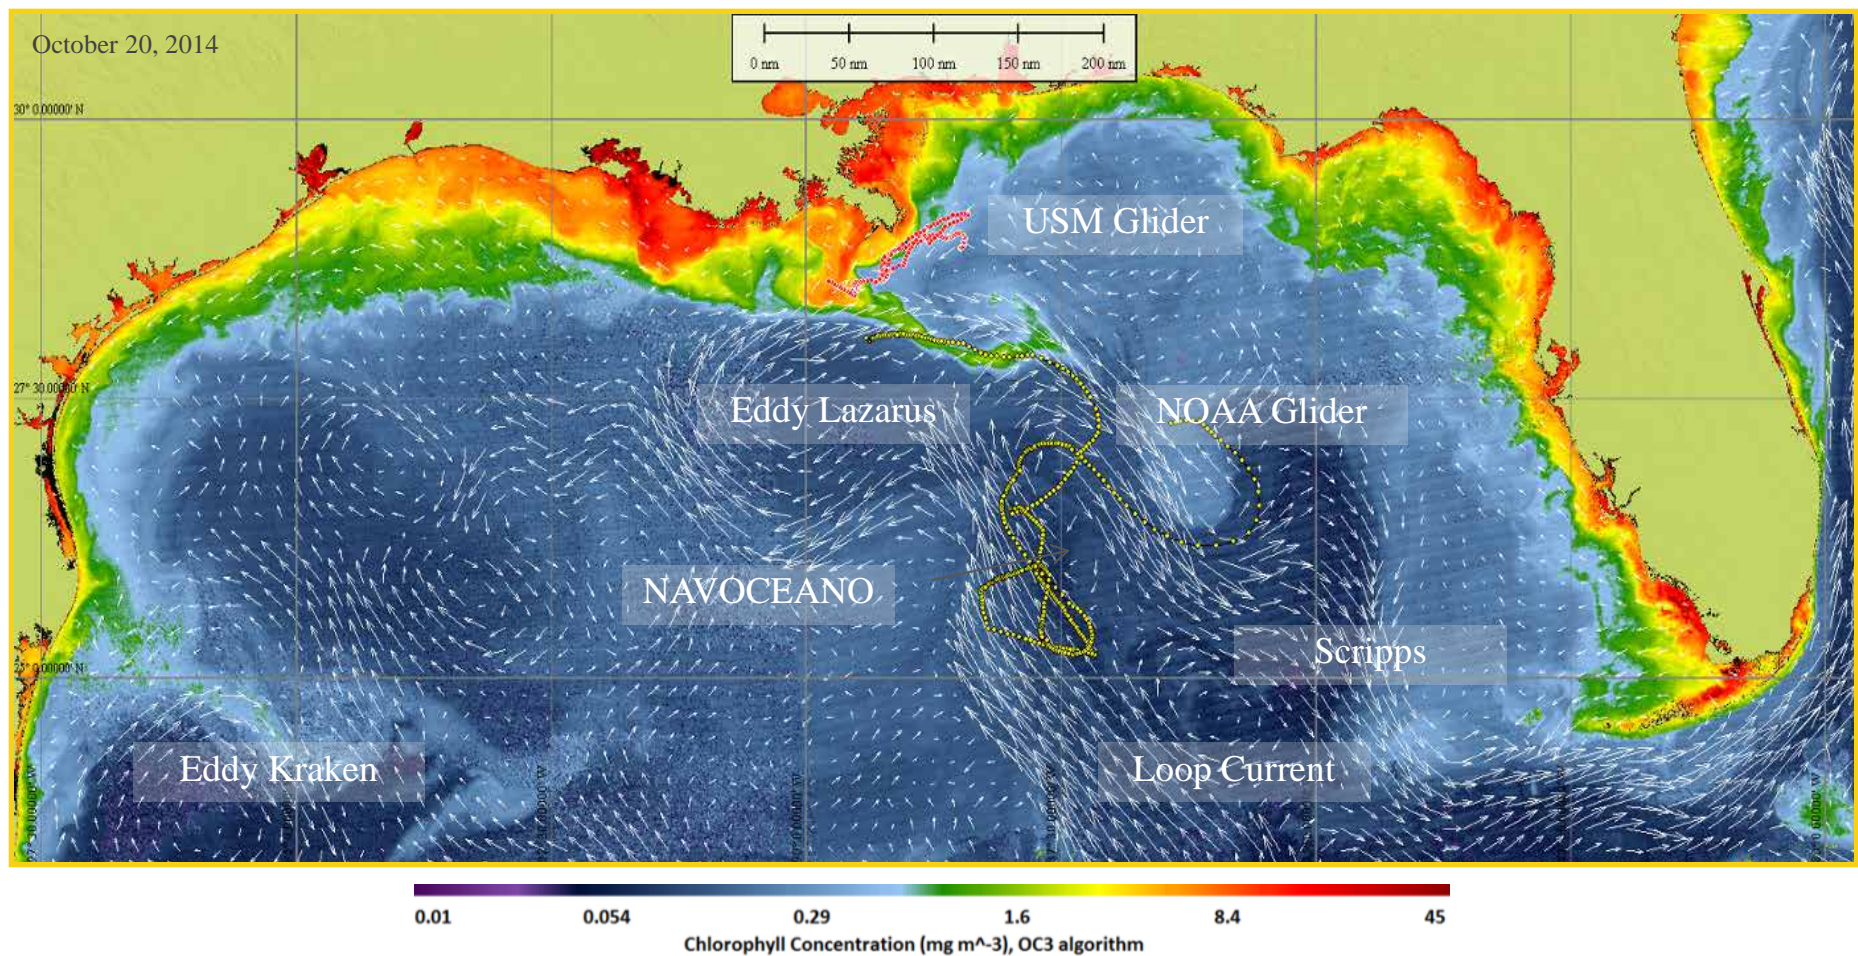 October 20, 2014
0 nm 50 nm 100 nm 150 nm 200 nm
30° 0.00000' N
USM Glider
27° 30.00000' N
Eddy Lazarus
NOAA Glider
NAVOCEANO
Scripps
25° 0.00000' N
Eddy Kraken
Loop Current
0.01 0.054 0.29 1.6 8.4 45
Chlorophyll Concentration (mg m^-3), OC3 algorithm